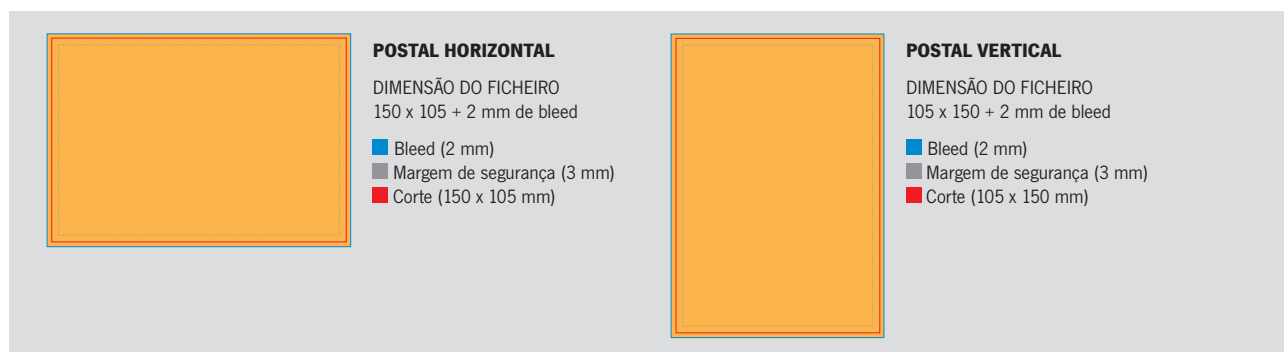 POSTAL HORIZONTAL
DIMENSÃO DO FICHEIRO
150 x 105 + 2 mm de bleed
Bleed (2 mm)
Margem de segurança (3 mm)
Corte (150 x 105 mm)
POSTAL VERTICAL
DIMENSÃO DO FICHEIRO
105 x 150 + 2 mm de bleed
Bleed (2 mm)
Margem de segurança (3 mm)
Corte (105 x 150 mm)